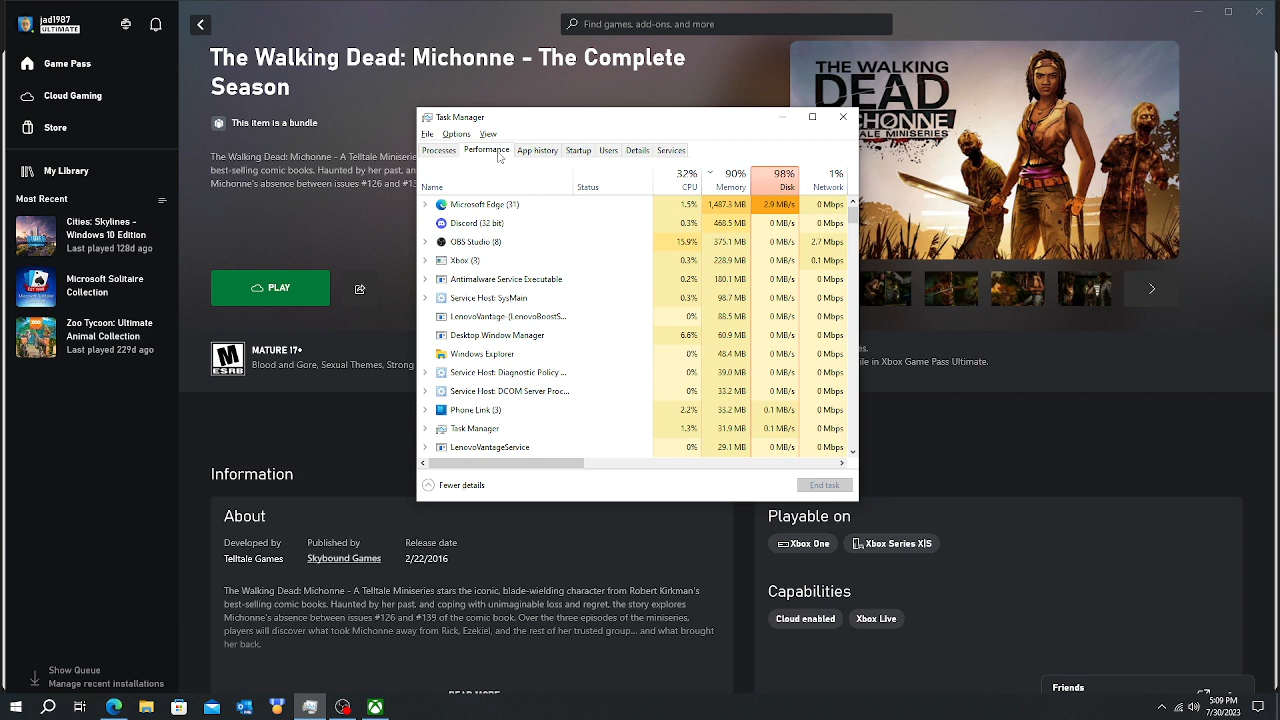 jad1987
ULTIMATE
Game Pass
Cloud Gaming
Store
My Library
Most Recent
Cities: Skylines -
Windows 10 Edition
Last played 128d ago
Microsoft Solitaire
Collection
Zoo Tycoon: Ultimate
Animal Collection
Last played 229d ago
Show Queue
Manage recent installations
Find games, add-ons, and more
The Walking Dead: Michonne - The Complete
Season
This item is a bundle
The Walking Dead: Michonne - A Telltale Miniseries
best-selling comic books. Haunted by her past, an
Michonne's absence between issues #126 and #13
PLAY
MATURE 17+
Blood and Gore, Sexual Themes, Strong
ESRB
THE WALKING
DEAD
ICHONNE
ALE MINISERIES
es.
ile in Xbox Game Pass Ultimate.
Task Manager
File Options View
Processes Performance App history Startup Users Details Services
32% 90% 98% 1%
Name Status CPU Memory Disk Network
Microsoft Edge (31) 1.5% 1,487.3 MB 2.9 MB/s 0 Mbps
Discord (32 bit) 0.3% 468.5 MB 0 MB/s 0 Mbps
OBS Studio (8) 15.9% 375.1 MB 0 MB/s 2.7 Mbps
Xbox (3) 0.3% 228.9 MB 0 MB/s 0.1 Mbps
Antimalware Service Executable 0.2% 180.1 MB 0 MB/s 0 Mbps
Service Host: SysMain 0.3% 98.7 MB 0 MB/s 0 Mbps
LenovoVantage-(LenovoBoostS... 0% 88.5 MB 0 MB/s 0 Mbps
Desktop Window Manager 6.6% 60.9 MB 0 MB/s 0 Mbps
Windows Explorer 0% 48.4 MB 0 MB/s 0 Mbps
Service Host: Diagnostic Policy ... 0% 39.0 MB 0 MB/s 0 Mbps
Service Host: DCOM Server Proc... 0% 33.2 MB 0 MB/s 0 Mbps
Phone Link (3) 2.2% 33.2 MB 0.1 MB/s 0 Mbps
Task Manager 1.3% 31.9 MB 0.1 MB/s 0 Mbps
LenovoVantageService 0% 29.1 MB 0 MB/s 0 Mbps
Fewer details
End task
Information
About
Developed by Published by Release date
Telltale Games Skybound Games 2/22/2016
The Walking Dead: Michonne - A Telltale Miniseries stars the iconic, blade-wielding character from Robert Kirkman's
best-selling comic books. Haunted by her past, and coping with unimaginable loss and regret, the story explores
Michonne's absence between issues #126 and #139 of the comic book. Over the three episodes of the miniseries,
players will discover what took Michonne away from Rick, Ezekiel, and the rest of her trusted group... and what brought
her back.
READ MORE
Playable on
Xbox One Xbox Series X|S
Capabilities
Cloud enabled Xbox Live
Friends
5:09 PM
7/30/2023